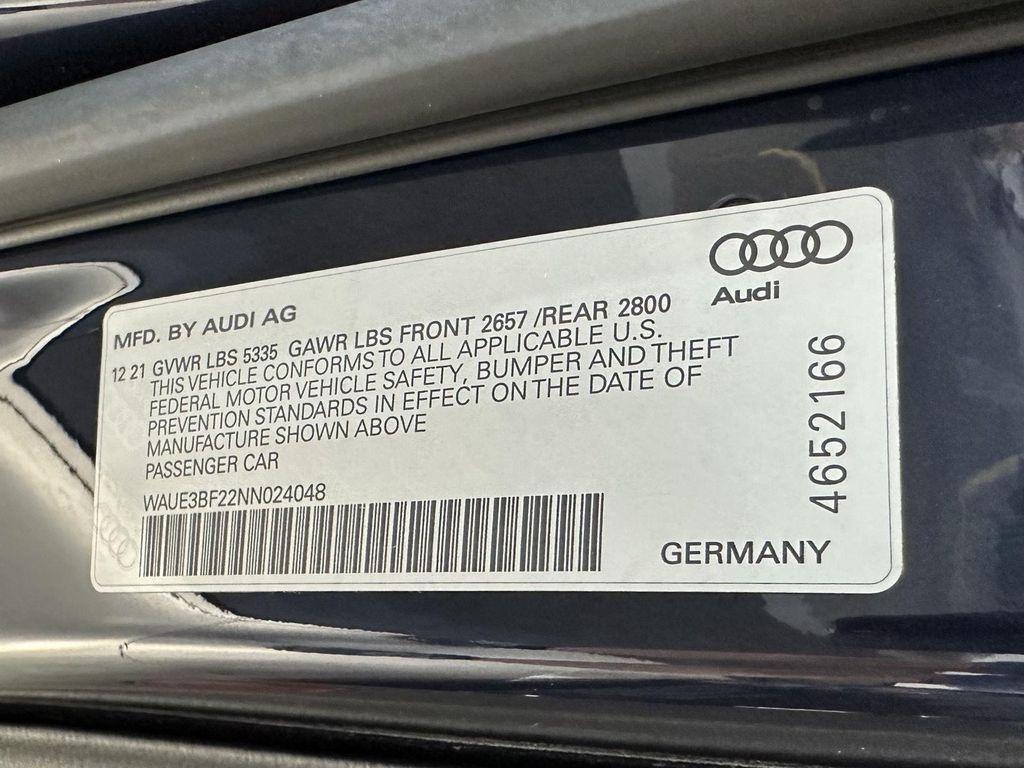 Audi
MFD. BY AUDI AG
12 21 GVWR LBS 5335 GAWR LBS FRONT 2657 /REAR 2800
THIS VEHICLE CONFORMS TO ALL APPLICABLE U.S.
FEDERAL MOTOR VEHICLE SAFETY, BUMPER AND THEFT
PREVENTION STANDARDS IN EFFECT ON THE DATE OF
MANUFACTURE SHOWN ABOVE
PASSENGER CAR
WAUE3BF22NN024048
GERMANY
4652166